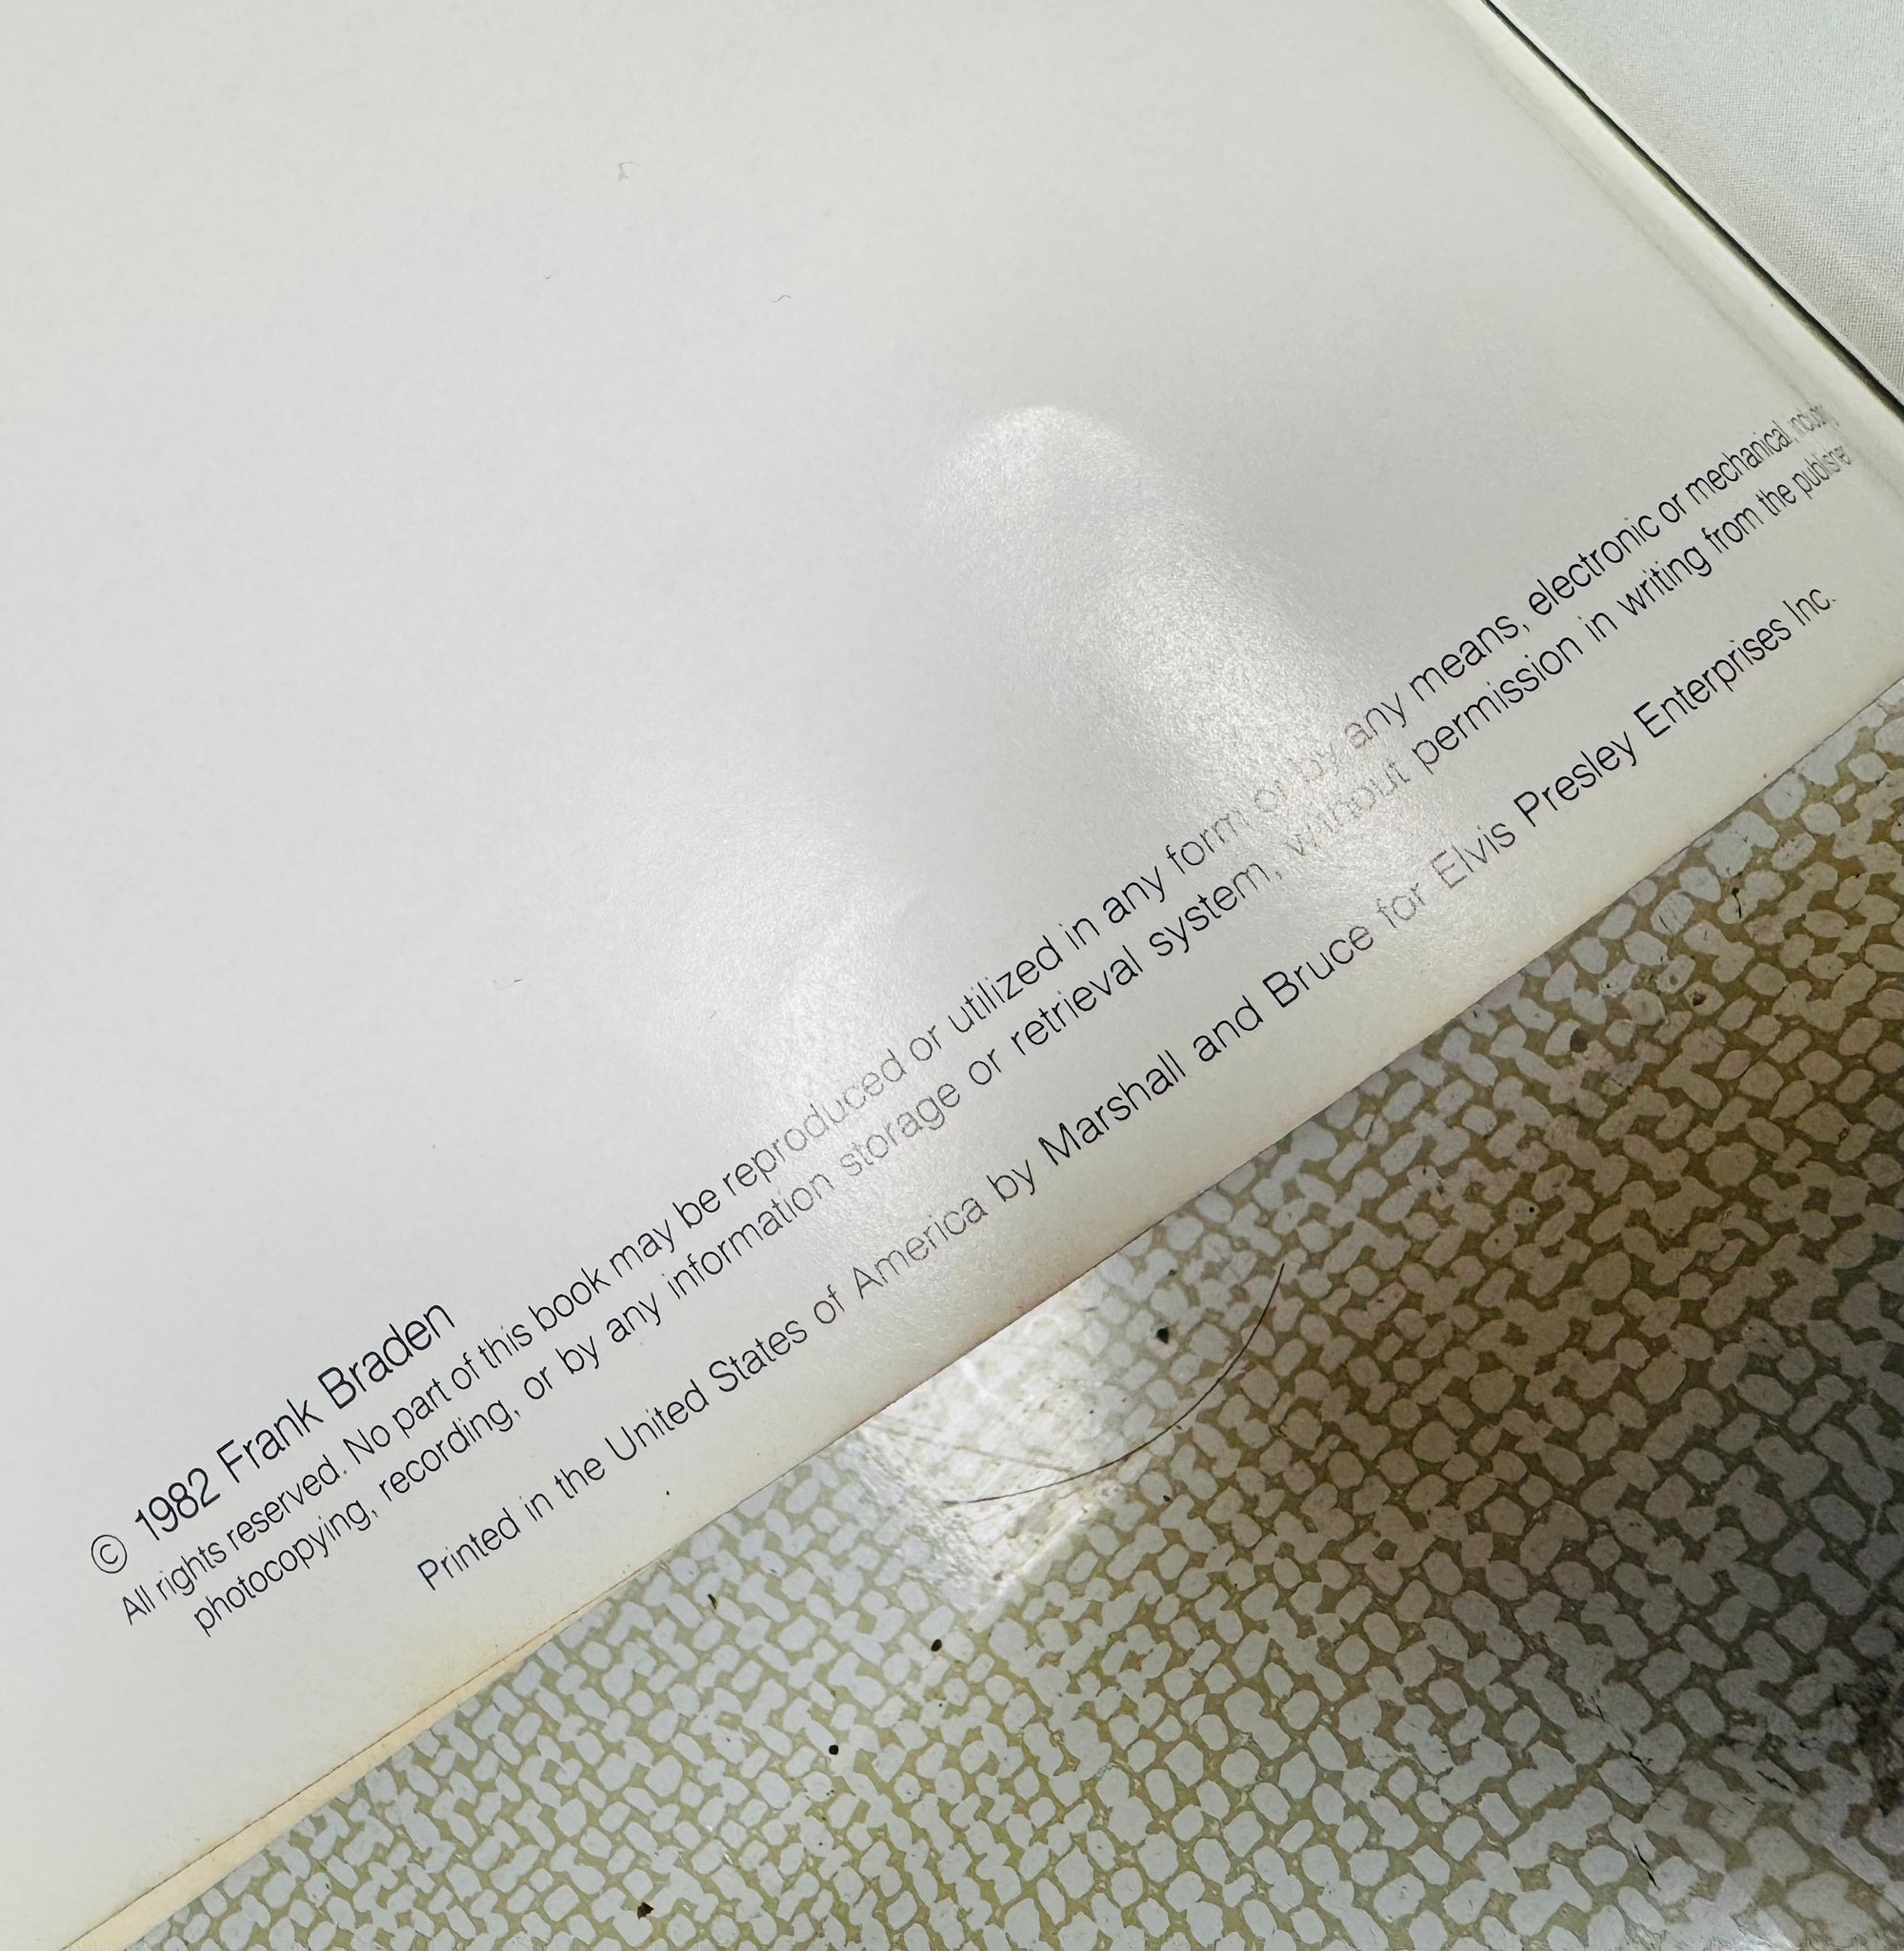 © 1982 Frank Braden
All rights reserved. No part of this book may be reproduced or utilized in any form or by any means, electronic or mechanical, including
photocopying, recording, or by any information storage or retrieval system, without permission in writing from the publisher
Printed in the United States of America by Marshall and Bruce for Elvis Presley Enterprises Inc.